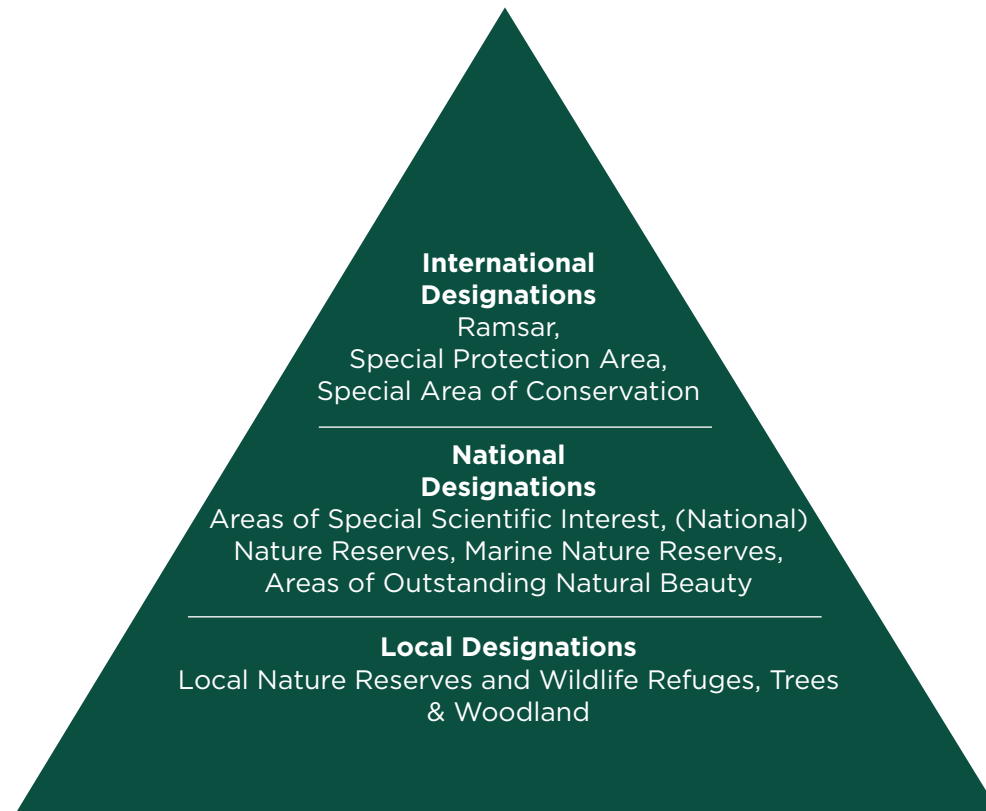 International
Designations
Ramsar,
Special Protection Area,
Special Area of Conservation
National
Designations
Areas of Special Scientific Interest, (National)
Nature Reserves, Marine Nature Reserves,
Areas of Outstanding Natural Beauty
Local Designations
Local Nature Reserves and Wildlife Refuges, Trees
& Woodland